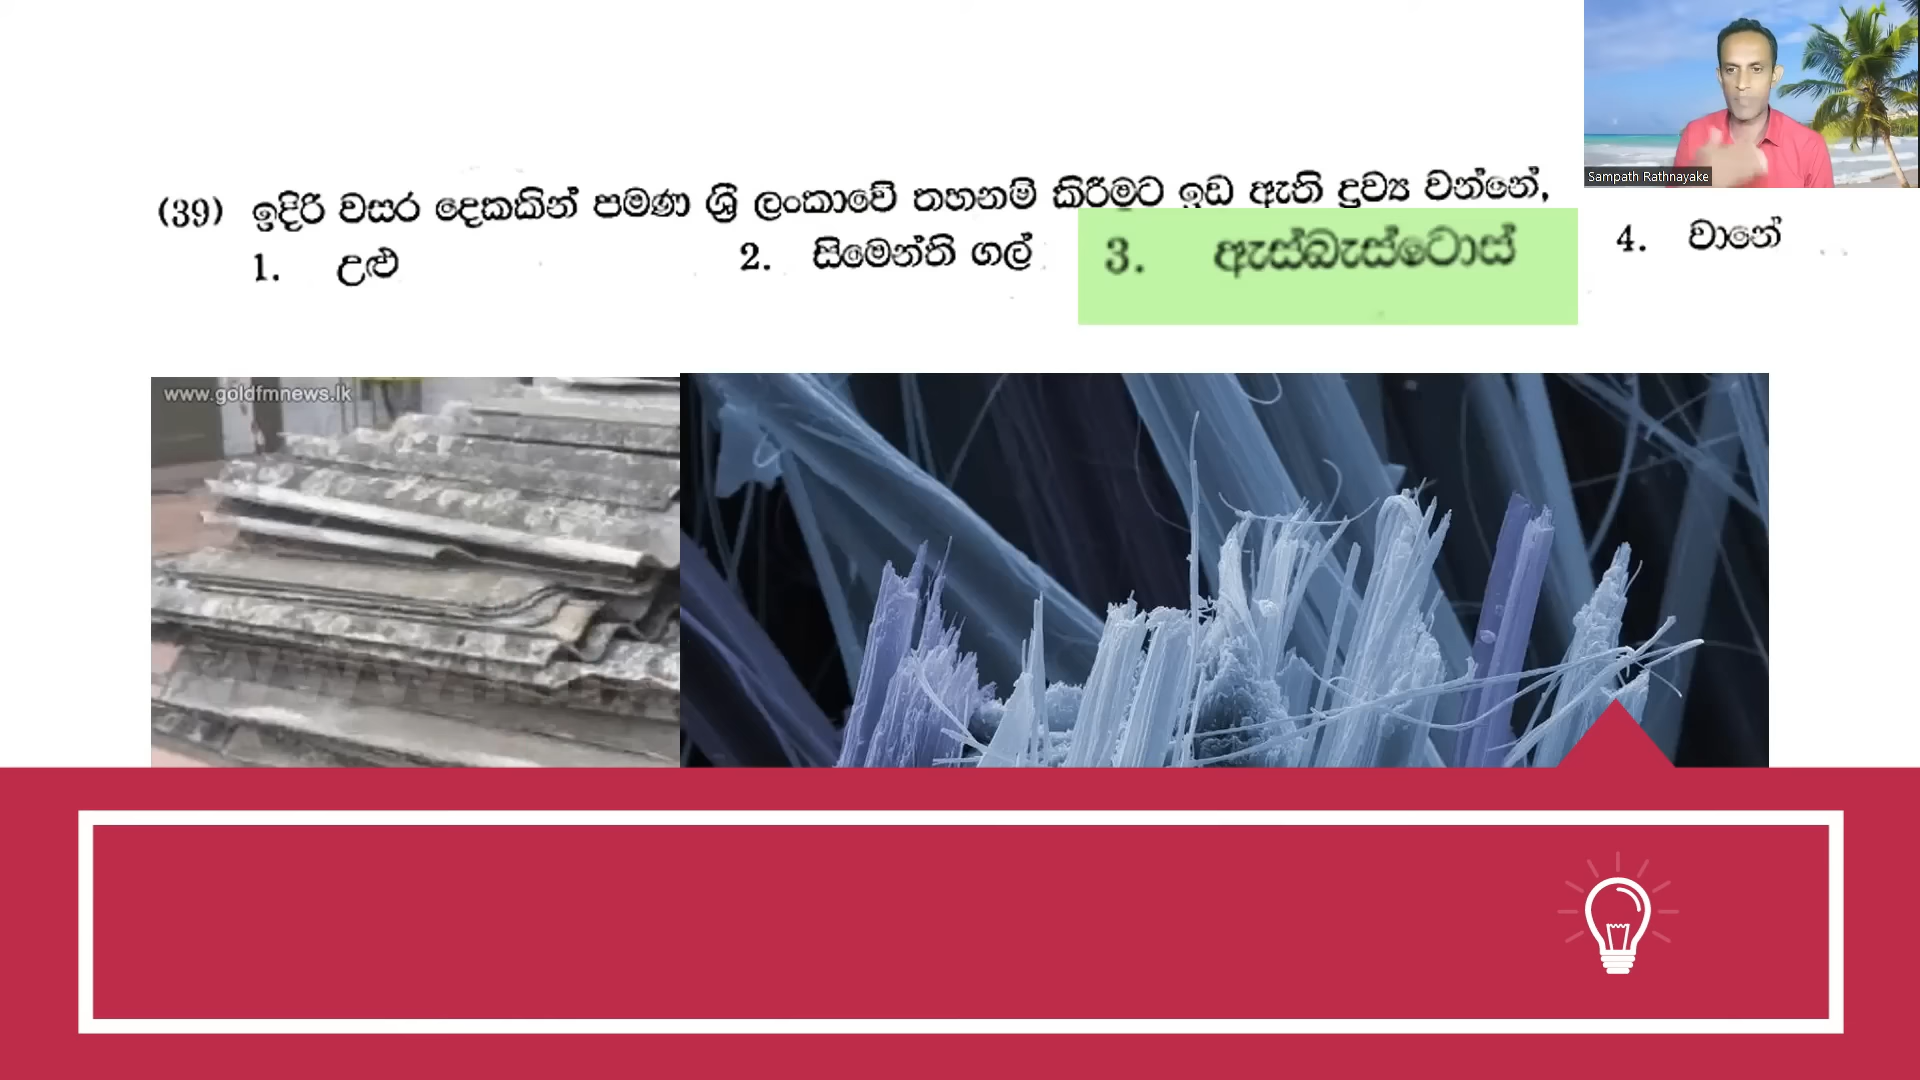 Sampath Rathnayake
(39) ඉදිරි වසර දෙකකින් පමණ ශ්‍රී ලංකාවේ තහනම් කිරීමට ඉඩ ඇති ද්‍රව්‍ය වන්නේ,
1. උළු 2. සිමෙන්ති ගල් 3. ඇස්බැස්ටොස් 4. වානේ
www.goldfmnews.lk